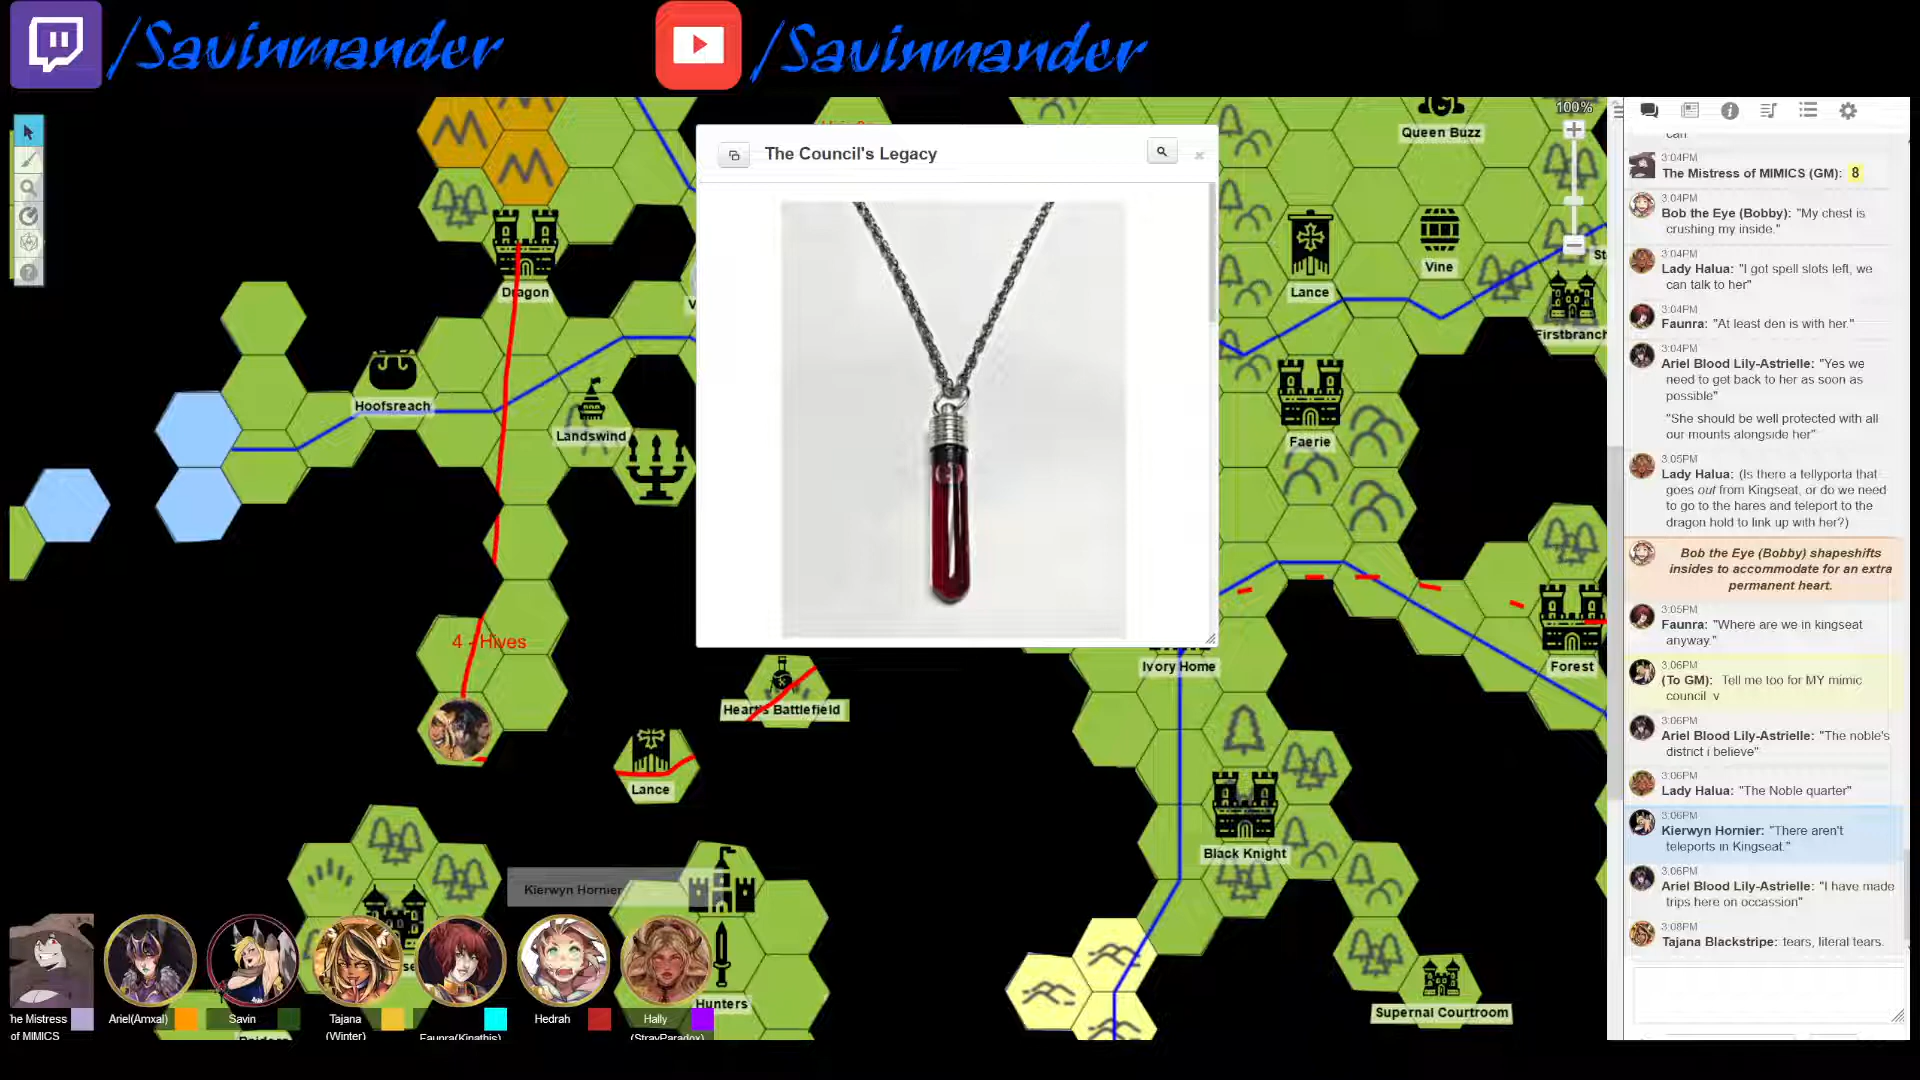 /Savinmander
/Savinmander
100%
Queen Buzz
The Council's Legacy
Dragon
Lance
Vine
Firstbranch
Hoofsreach
Landswind
Faerie
4 - Hives
Ivory Home
Forest
Heart's Battlefield
Lance
Black Knight
Kierwyn Hornier
Hunters
Supernal Courtroom
he Mistress
of MIMICS
Ariel(Amxal)
Savin
Tajana
(Winter)
Faunra(Kinathis)
Hedrah
Hally
(StrayParadox)
can
3:04PM
The Mistress of MIMICS (GM): 8
3:04PM
Bob the Eye (Bobby): "My chest is
crushing my inside."
3:04PM
Lady Halua: "I got spell slots left, we
can talk to her"
3:04PM
Faunra: "At least den is with her."
3:04PM
Ariel Blood Lily-Astrielle: "Yes we
need to get back to her as soon as
possible"
"She should be well protected with all
our mounts alongside her"
3:05PM
Lady Halua: (Is there a tellyporta that
goes out from Kingseat, or do we need
to go to the hares and teleport to the
dragon hold to link up with her?)
Bob the Eye (Bobby) shapeshifts
insides to accommodate for an extra
permanent heart.
3:05PM
Faunra: "Where are we in kingseat
anyway."
3:06PM
(To GM): Tell me too for MY mimic
council v
3:06PM
Ariel Blood Lily-Astrielle: "The noble's
district i believe"
3:06PM
Lady Halua: "The Noble quarter"
3:06PM
Kierwyn Hornier: "There aren't
teleports in Kingseat."
3:06PM
Ariel Blood Lily-Astrielle: "I have made
trips here on occassion"
3:08PM
Tajana Blackstripe: tears, literal tears.